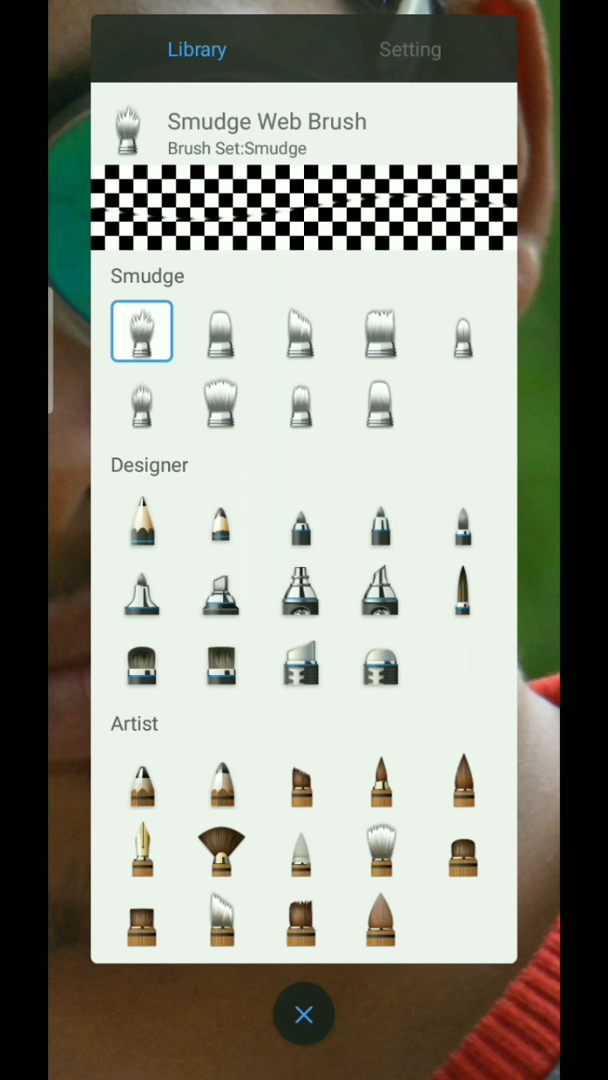 Library
Setting
Smudge Web Brush
Brush Set:Smudge
Smudge
Designer
Artist